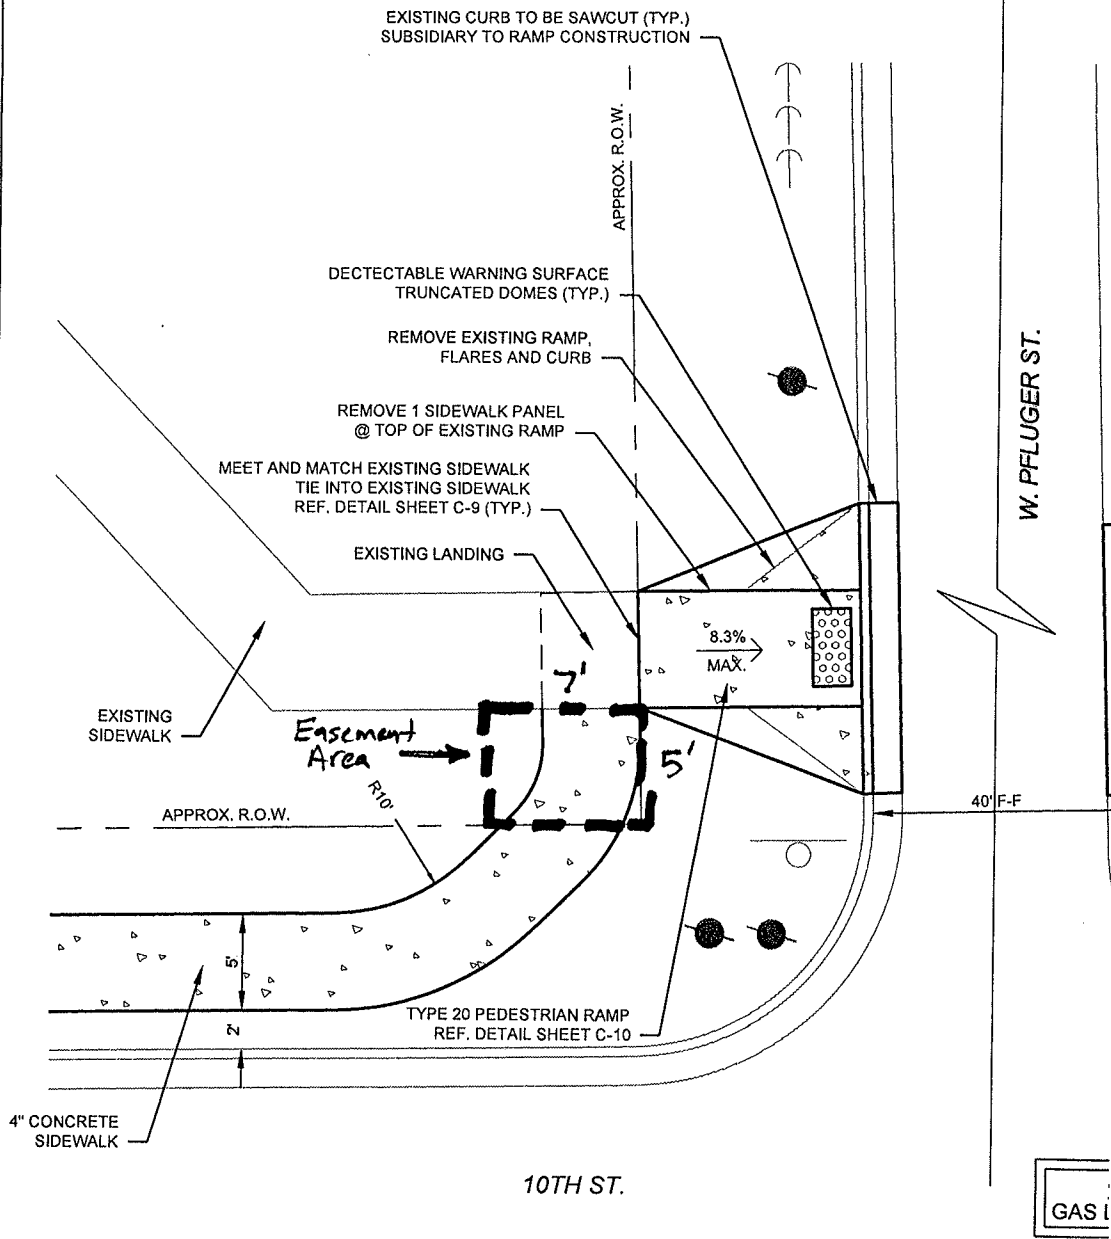 EXISTING CURB TO BE SAWCUT (TYP.)
SUBSIDIARY TO RAMP CONSTRUCTION
APPROX. R.O.W.
DECTECTABLE WARNING SURFACE
TRUNCATED DOMES (TYP.)
REMOVE EXISTING RAMP,
FLARES AND CURB
W. PFLUGER ST.
REMOVE 1 SIDEWALK PANEL
@ TOP OF EXISTING RAMP
MEET AND MATCH EXISTING SIDEWALK
TIE INTO EXISTING SIDEWALK
REF. DETAIL SHEET C-9 (TYP.)
EXISTING LANDING
8.3%
MAX.
7'
EXISTING
SIDEWALK
Easement
Area
5'
R10'
APPROX. R.O.W.
40' F-F
5'
2'
TYPE 20 PEDESTRIAN RAMP
REF. DETAIL SHEET C-10
4" CONCRETE
SIDEWALK
10TH ST.
GAS